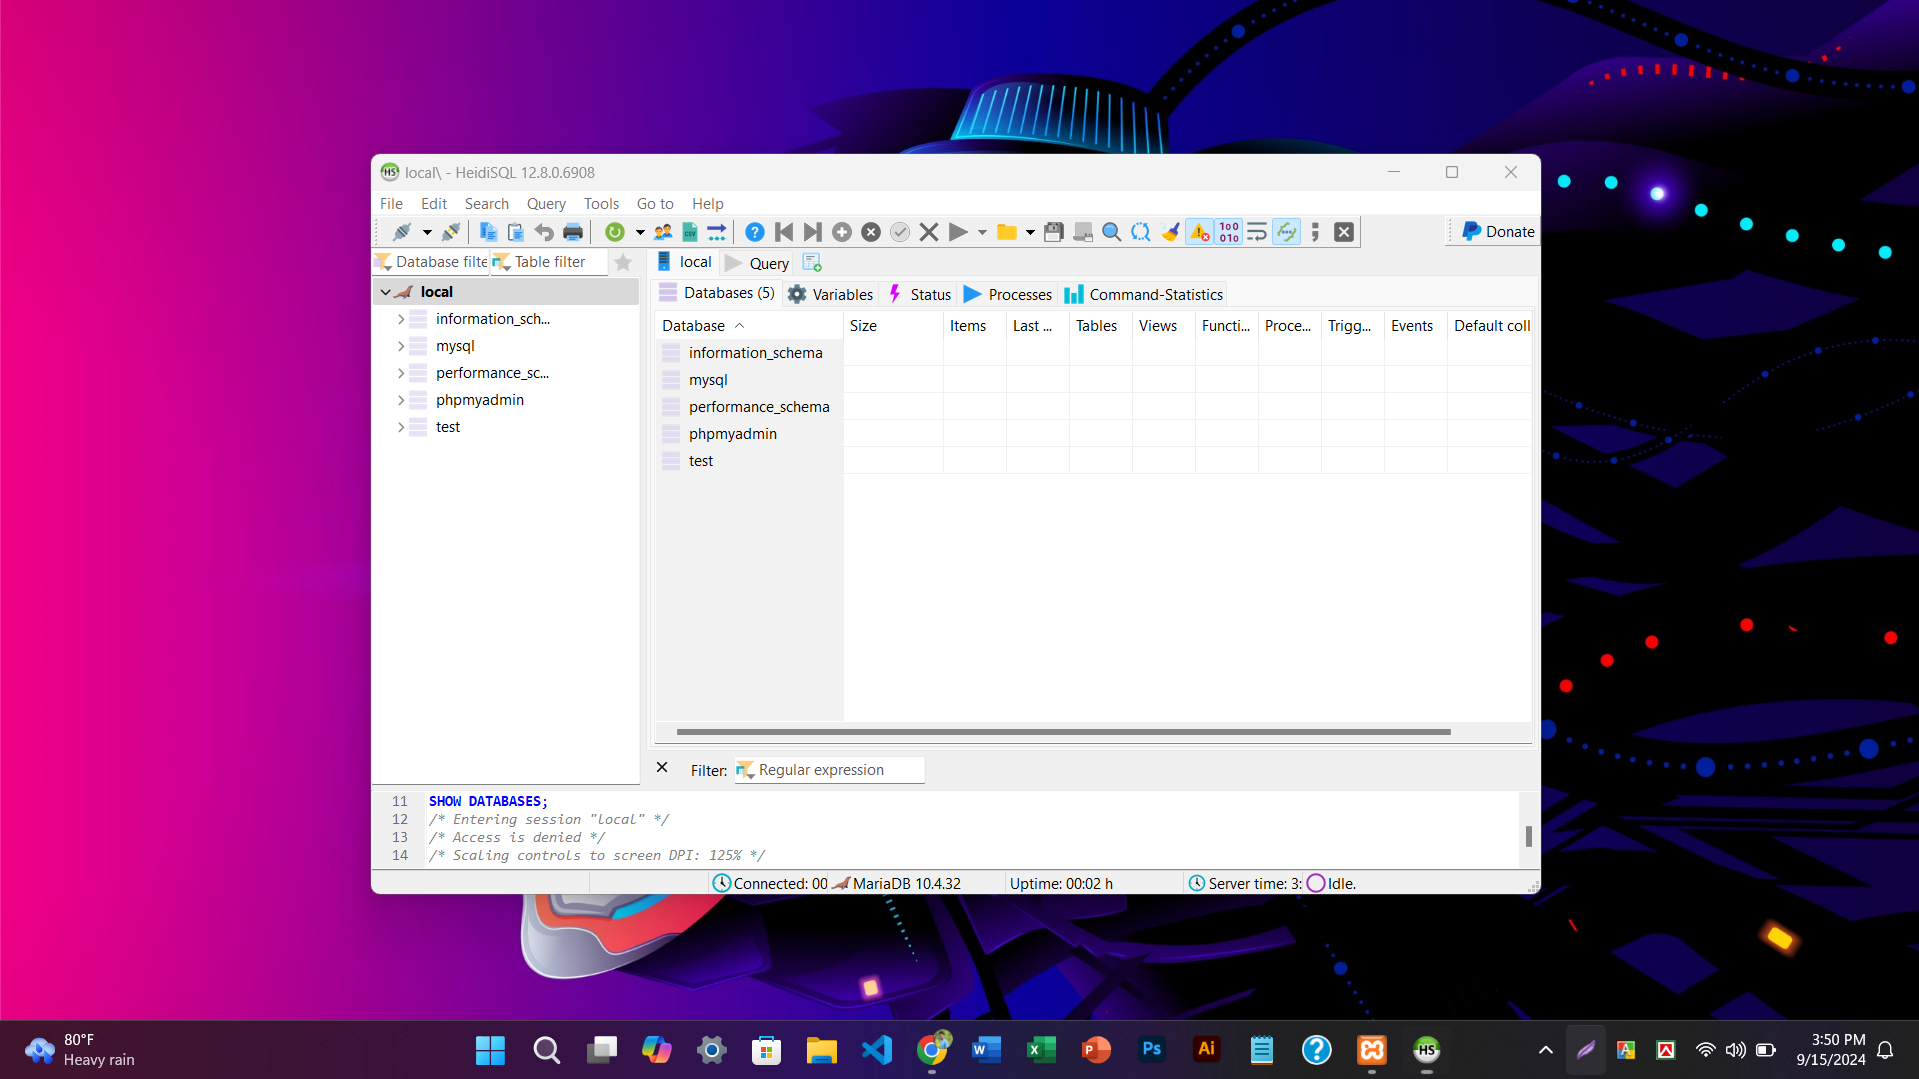 local\ - HeidiSQL 12.8.0.6908
File Edit Search Query Tools Go to Help
Donate
Database filte Table filter
local Query
local
information_sch...
mysql
performance_sc...
phpmyadmin
test
Databases (5) Variables Status Processes Command-Statistics
Database Size Items Last ... Tables Views Functi... Proce... Trigg... Events Default coll
information_schema
mysql
performance_schema
phpmyadmin
test
Filter: Regular expression
11 SHOW DATABASES;
12 /* Entering session "local" */
13 /* Access is denied */
14 /* Scaling controls to screen DPI: 125% */
Connected: 00 MariaDB 10.4.32 Uptime: 00:02 h Server time: 3: Idle.
80°F
Heavy rain
3:50 PM
9/15/2024